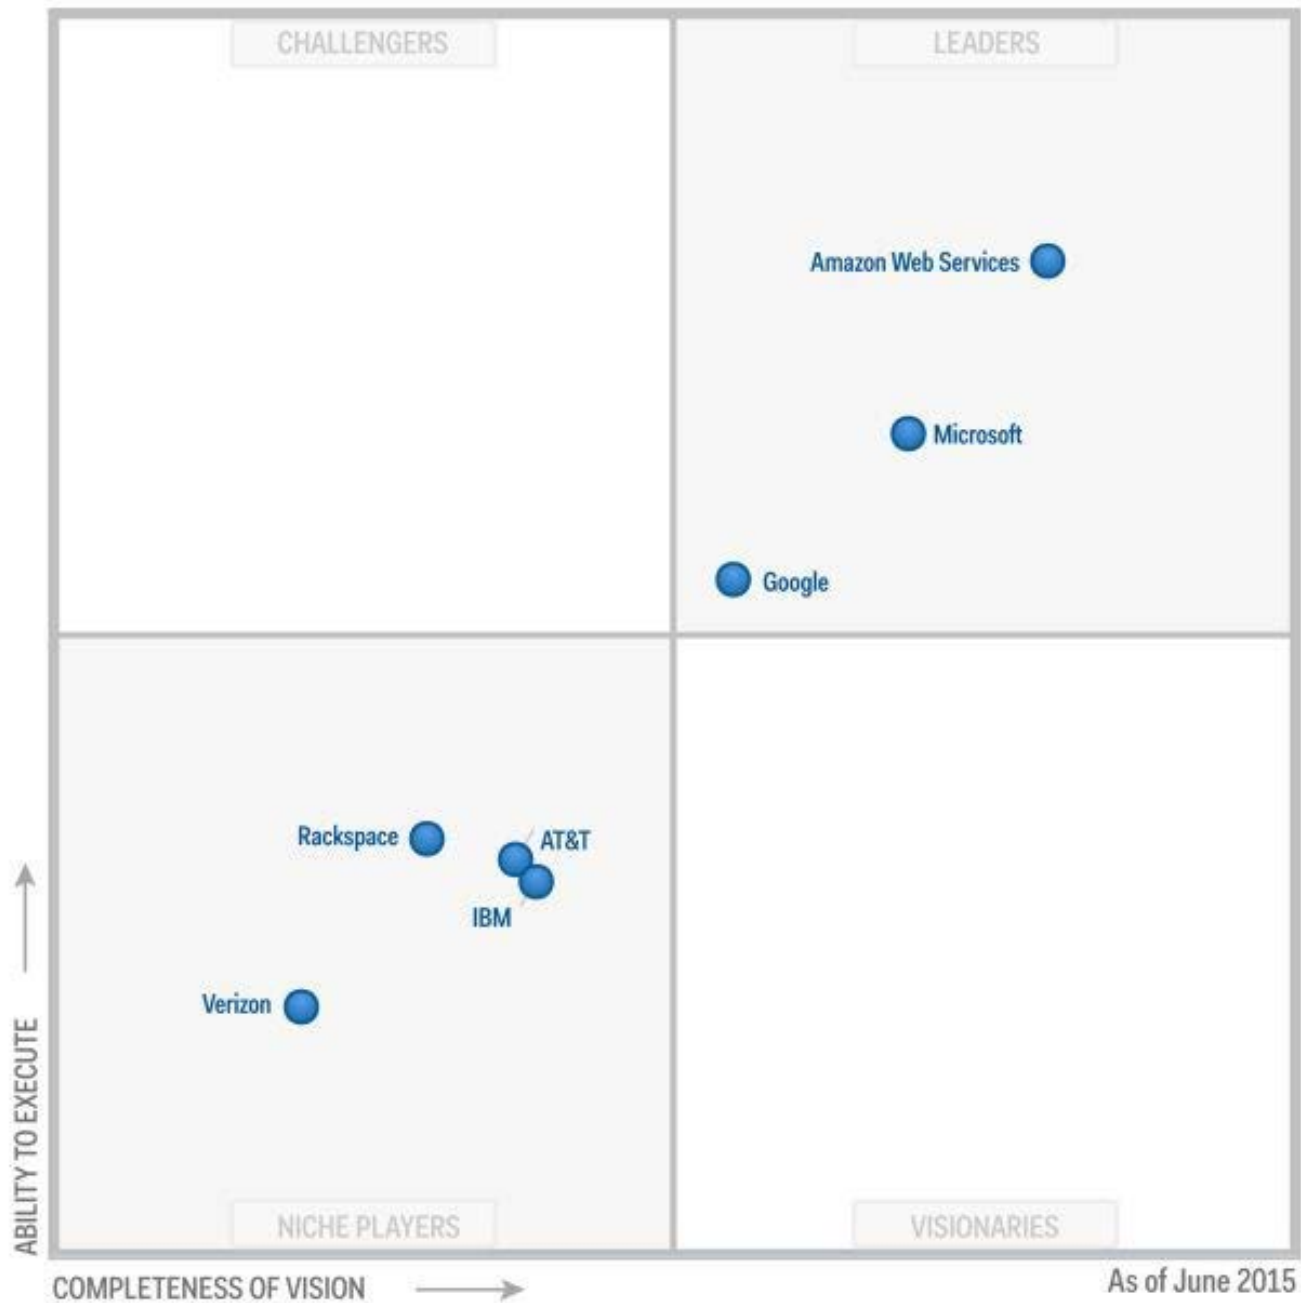 CHALLENGERS
LEADERS
Amazon Web Services
Microsoft
Google
Rackspace
AT&T
IBM
Verizon
ABILITY TO EXECUTE
NICHE PLAYERS
VISIONARIES
COMPLETENESS OF VISION
As of June 2015